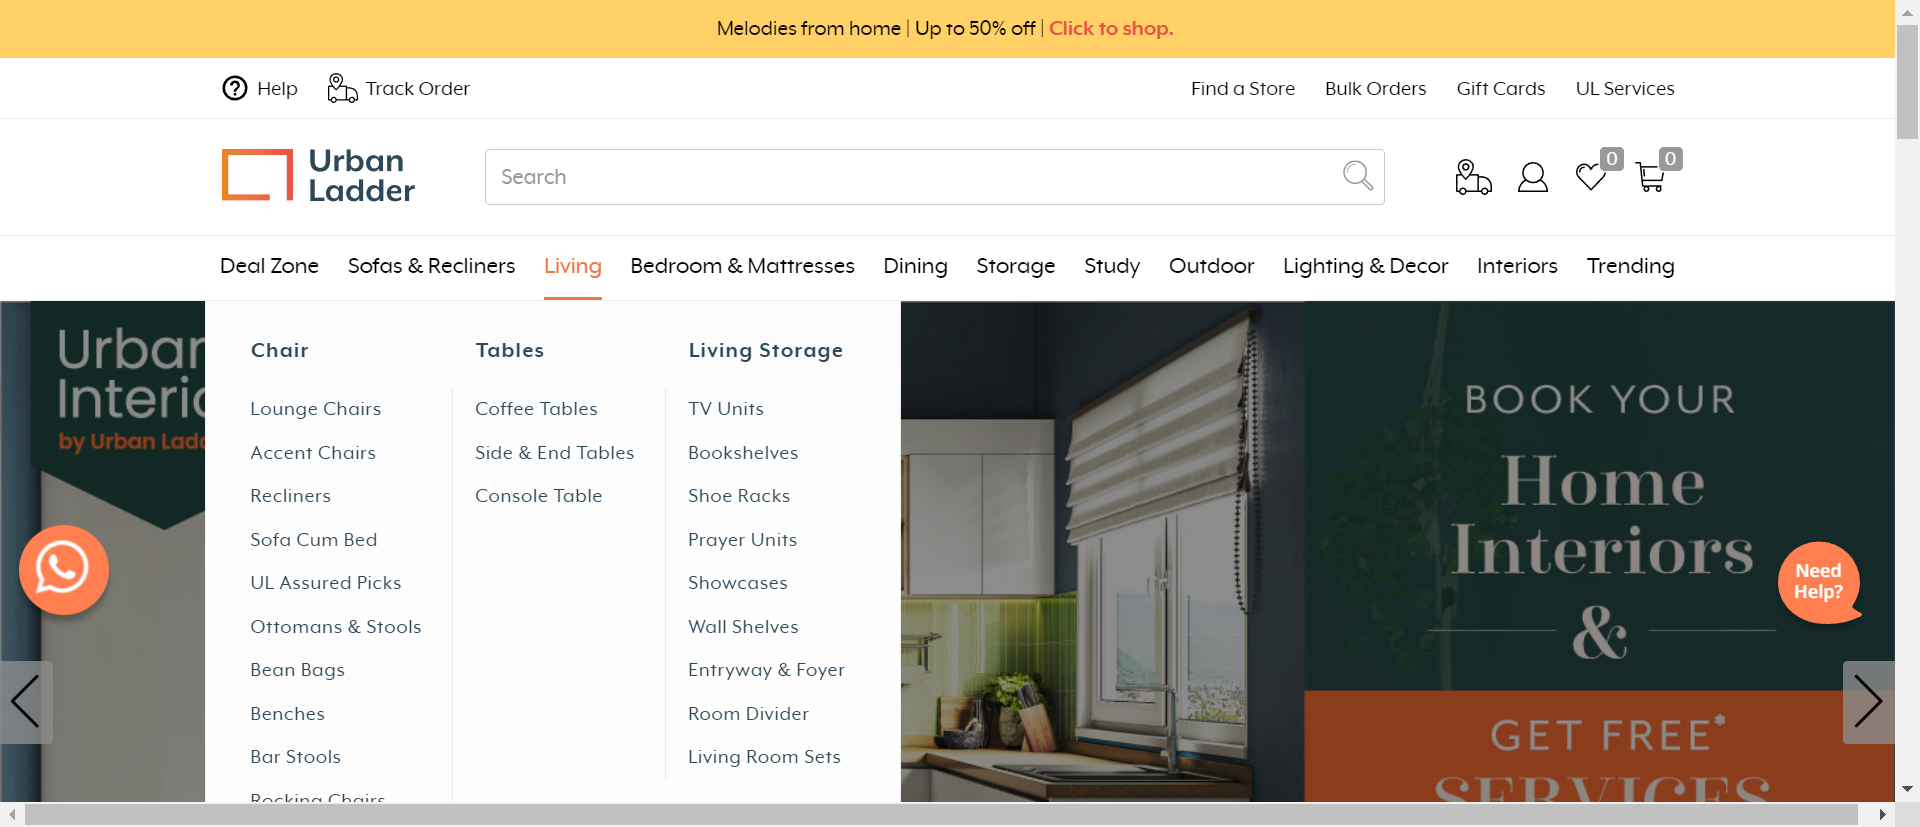 Melodies from home | Up to 50% off | Click to shop.
Help
Track Order
Find a Store
Bulk Orders
Gift Cards
UL Services
Urban
Ladder
Search
0
0
Deal Zone
Sofas & Recliners
Living
Bedroom & Mattresses
Dining
Storage
Study
Outdoor
Lighting & Decor
Interiors
Trending
Urban
Interio
by Urban Ladd
Chair
Lounge Chairs
Accent Chairs
Recliners
Sofa Cum Bed
UL Assured Picks
Ottomans & Stools
Bean Bags
Benches
Bar Stools
Rocking Chairs
Tables
Coffee Tables
Side & End Tables
Console Table
Living Storage
TV Units
Bookshelves
Shoe Racks
Prayer Units
Showcases
Wall Shelves
Entryway & Foyer
Room Divider
Living Room Sets
BOOK YOUR
Home
Interiors
&
GET FREE*
SERVICES
Need
Help?